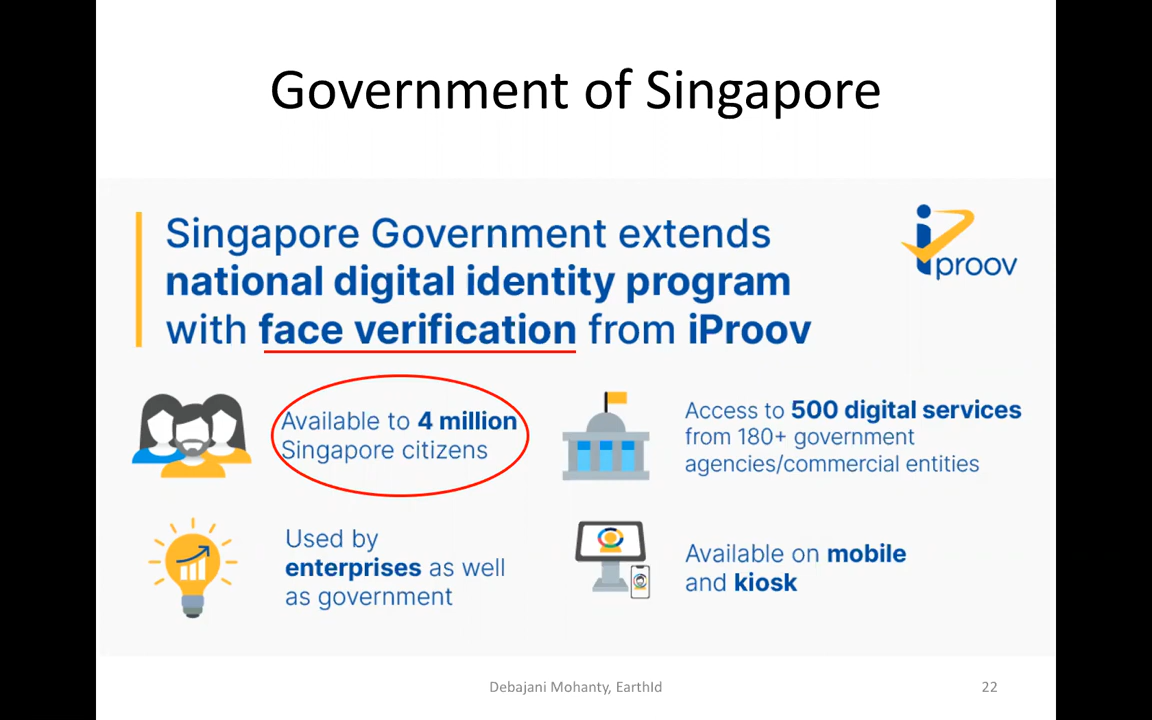 Government of Singapore
Singapore Government extends
national digital identity program
with face verification from iProov
iproov
Available to 4 million
Singapore citizens
Access to 500 digital services
from 180+ government
agencies/commercial entities
Used by
enterprises as well
as government
Available on mobile
and kiosk
Debajani Mohanty, EarthId
22